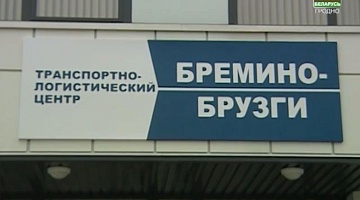 БЕЛАРУСЬ
ГРОДНО
ТРАНСПОРТНО-
ЛОГИСТИЧЕСКИЙ
ЦЕНТР
БРЕМИНО-
БРУЗГИ